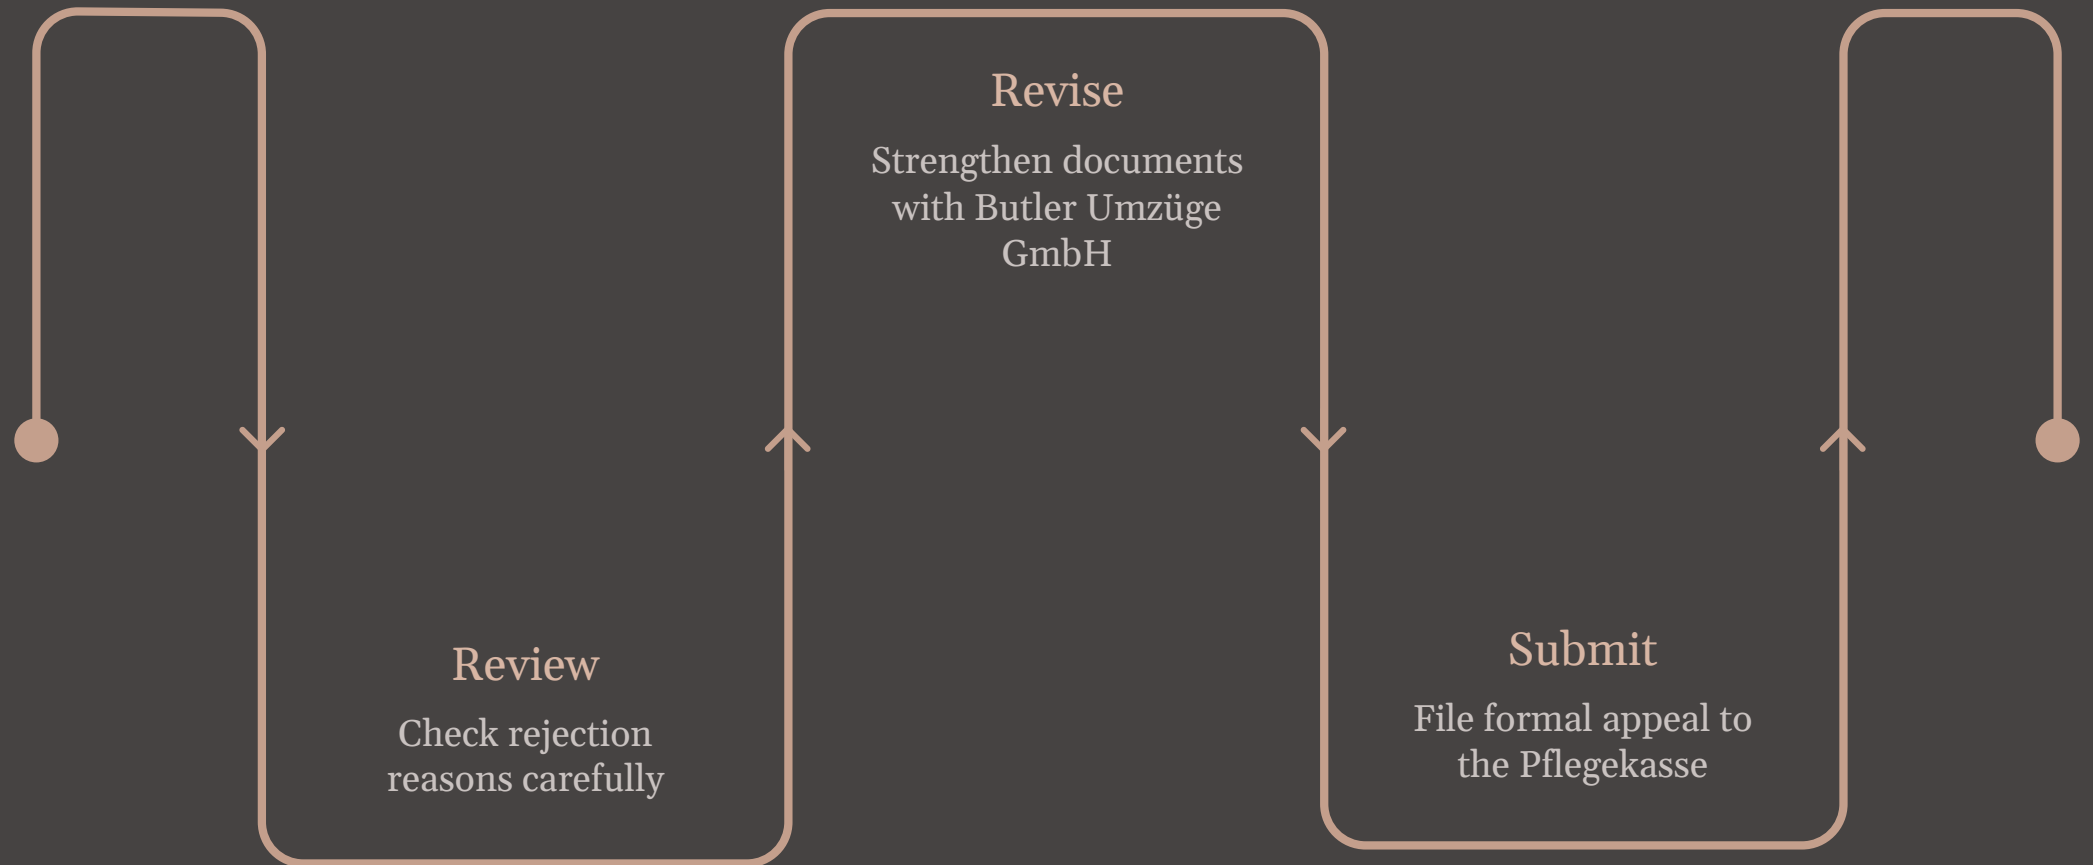 Review
Check rejection
reasons carefully
Revise
Strengthen documents
with Butler Umzüge
GmbH
Submit
File formal appeal to
the Pflegekasse